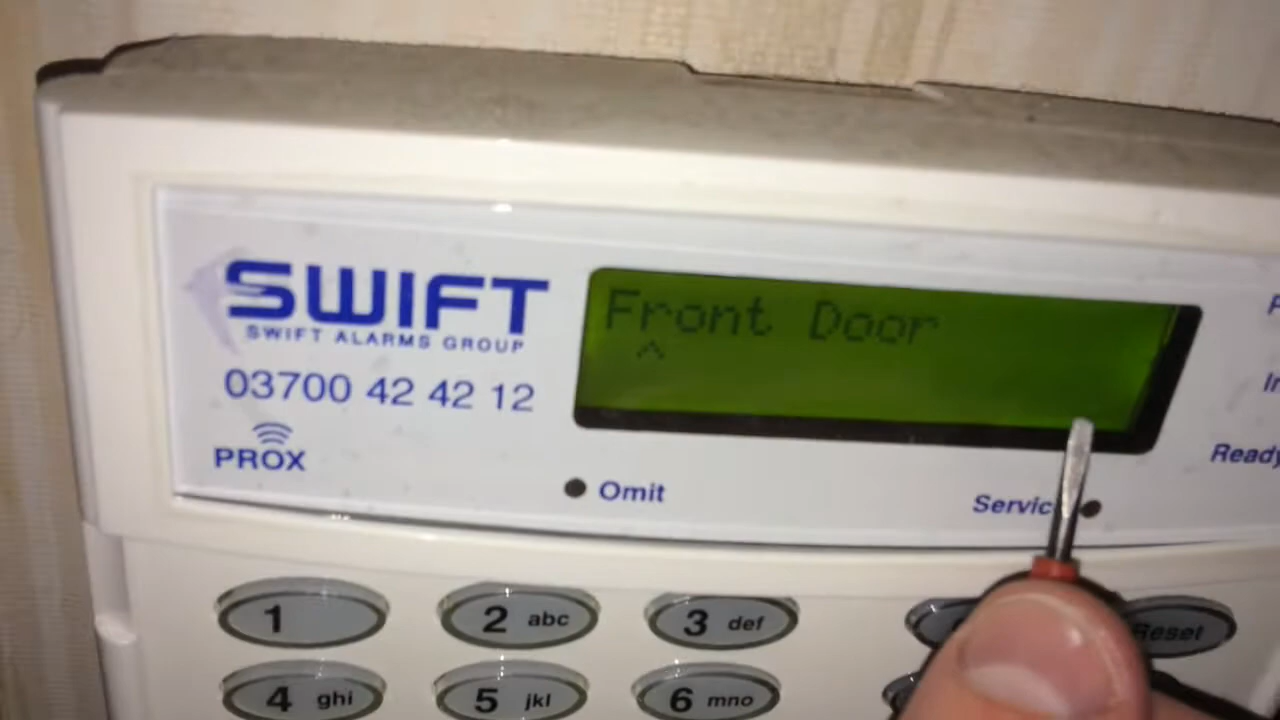 SWIFT
SWIFT ALARMS GROUP
03700 42 42 12
PROX
Front Door
^
Omit
Servic
Ready
1
2 abc
3 def
Reset
4 ghi
5 jkl
6 mno